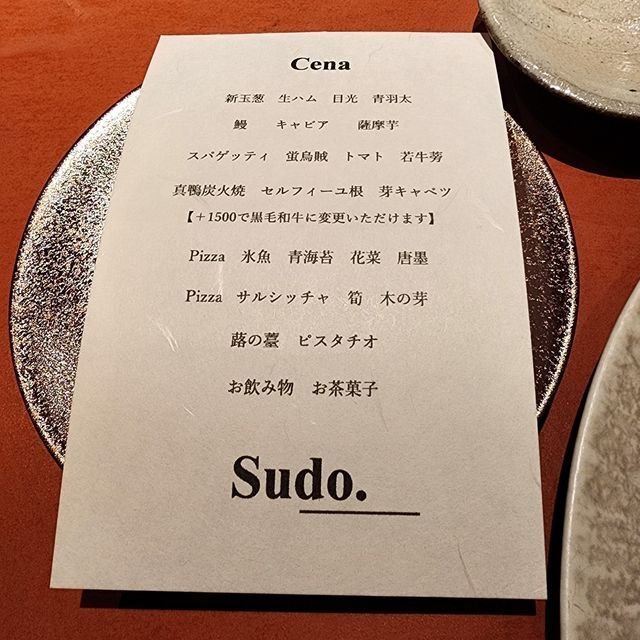 Cena
新玉葱　生ハム　目光　青羽太
鰻　キャビア　薩摩芋
スパゲッティ　蛍烏賊　トマト　若牛蒡
真鴨炭火焼　セルフィーユ根　芽キャベツ
【＋1500で黒毛和牛に変更いただけます】
Pizza　氷魚　青海苔　花菜　唐墨
Pizza　サルシッチャ　筍　木の芽
蕗の薹　ピスタチオ
お飲み物　お茶菓子
Sudo.